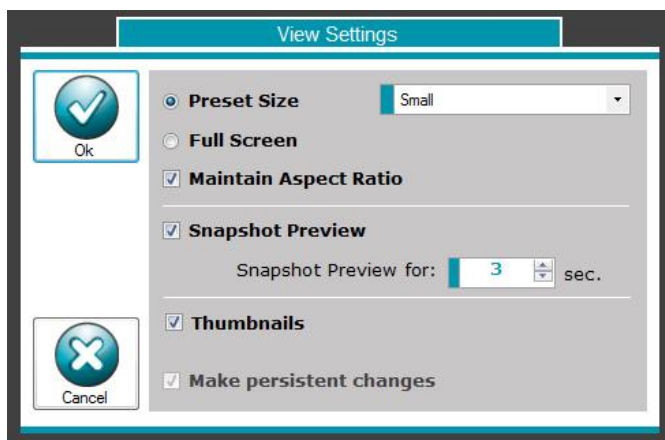 View Settings
Ok
Preset Size Small
Full Screen
Maintain Aspect Ratio
Snapshot Preview
Snapshot Preview for: 3 sec.
Thumbnails
Make persistent changes
Cancel